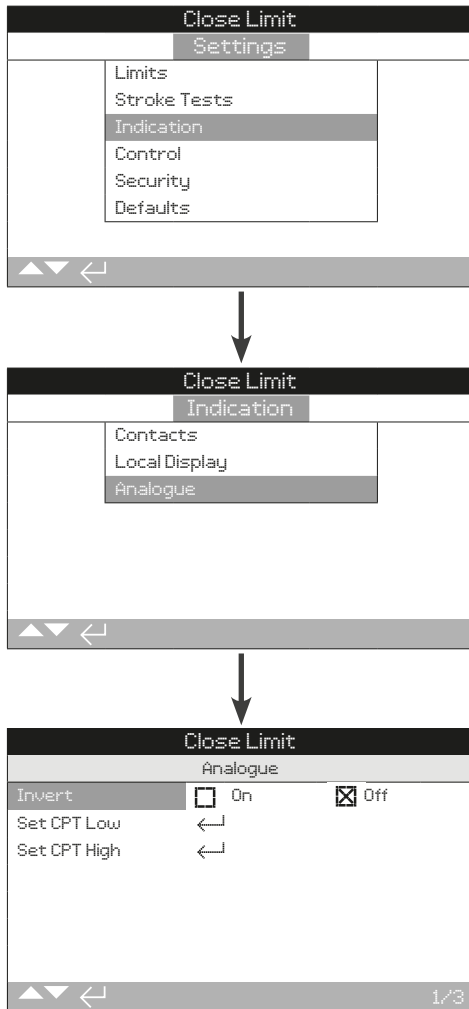 Close Limit
Settings
Limits
Stroke Tests
Indication
Control
Security
Defaults
Close Limit
Indication
Contacts
Local Display
Analogue
Close Limit
Analogue
Invert On Off
Set CPT Low
Set CPT High
1/3